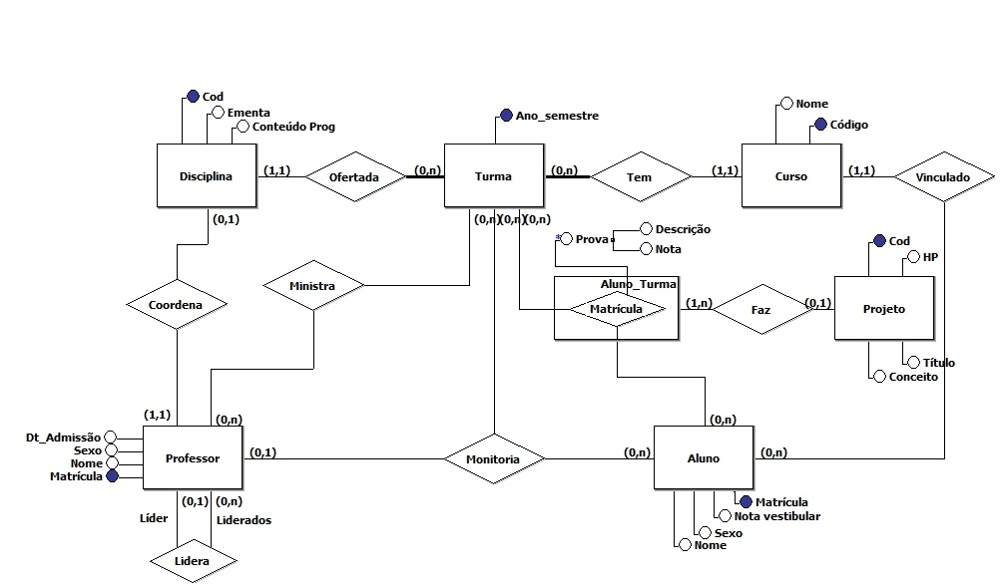 Cod
Ementa
Conteúdo Prog
Ano_semestre
Nome
Código
Disciplina
(1,1)
Ofertada
(0,n)
Turma
(0,n)
Tem
(1,1)
Curso
(1,1)
Vinculado
(0,1)
(0,n)
(0,n)
(0,n)
* Prova
Descrição
Nota
Cod
HP
Coordena
Ministra
Aluno_Turma
Matrícula
(1,n)
Faz
(0,1)
Projeto
Título
Conceito
(1,1)
(0,n)
(0,n)
Dt_Admissão
Sexo
Nome
Matrícula
Professor
(0,1)
Monitoria
(0,n)
Aluno
(0,n)
(0,1)
(0,n)
Líder
Liderados
Lidera
Matrícula
Nota vestibular
Sexo
Nome